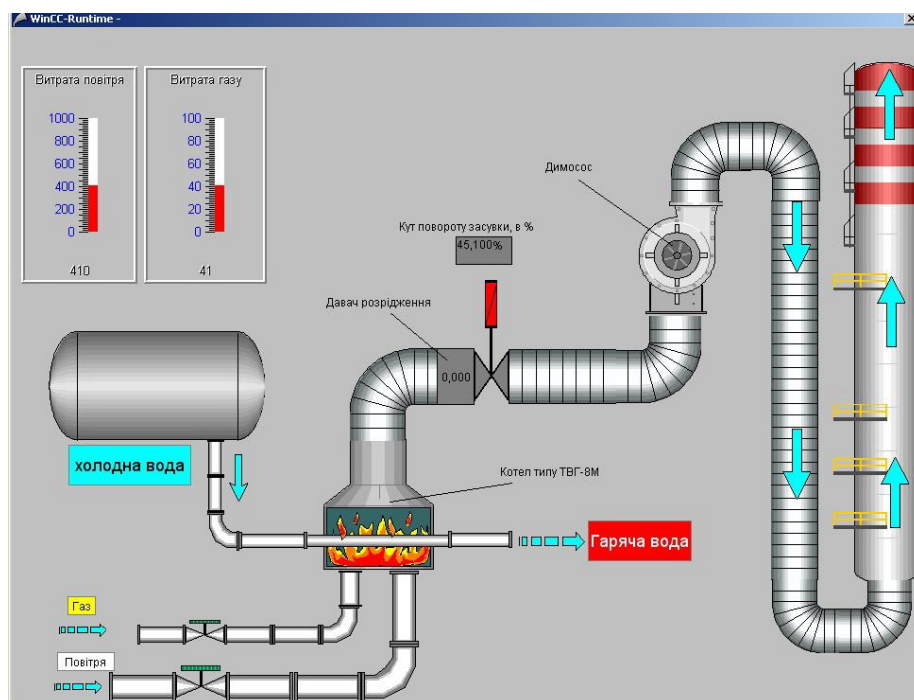 WinCC-Runtime -
Витрата повітря
1000
800
600
400
200
0
410
Витрата газу
100
80
60
40
20
0
41
Димосос
Кут повороту засувки, в %
45,100%
Давач розрідження
0,000
холодна вода
Котел типу ТВГ-8М
Гаряча вода
Газ
Повітря